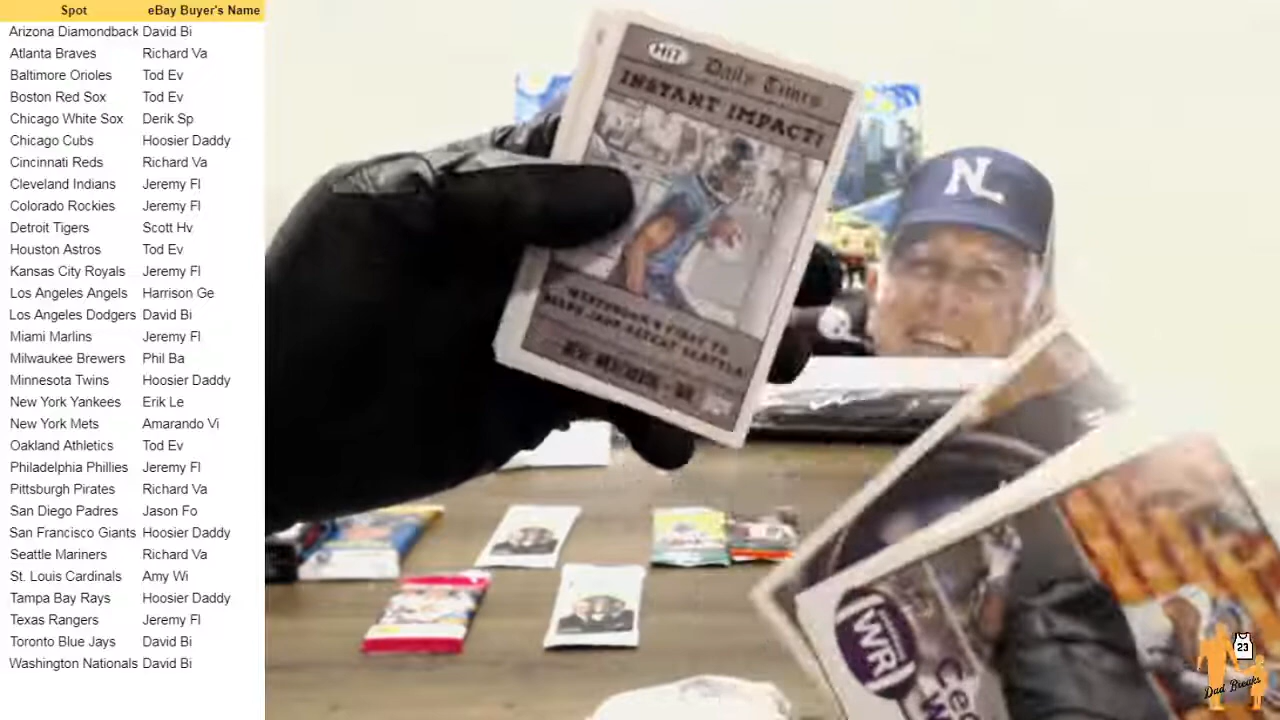 Spot eBay Buyer's Name
Arizona Diamondback David Bi
Atlanta Braves Richard Va
Baltimore Orioles Tod Ev
Boston Red Sox Tod Ev
Chicago White Sox Derik Sp
Chicago Cubs Hoosier Daddy
Cincinnati Reds Richard Va
Cleveland Indians Jeremy Fl
Colorado Rockies Jeremy Fl
Detroit Tigers Scott Hv
Houston Astros Tod Ev
Kansas City Royals Jeremy Fl
Los Angeles Angels Harrison Ge
Los Angeles Dodgers David Bi
Miami Marlins Jeremy Fl
Milwaukee Brewers Phil Ba
Minnesota Twins Hoosier Daddy
New York Yankees Erik Le
New York Mets Amarando Vi
Oakland Athletics Tod Ev
Philadelphia Phillies Jeremy Fl
Pittsburgh Pirates Richard Va
San Diego Padres Jason Fo
San Francisco Giants Hoosier Daddy
Seattle Mariners Richard Va
St. Louis Cardinals Amy Wi
Tampa Bay Rays Hoosier Daddy
Texas Rangers Jeremy Fl
Toronto Blue Jays David Bi
Washington Nationals David Bi
HIT
Daily Times
INSTANT IMPACT!
NL
WR
23
Dad Breaks